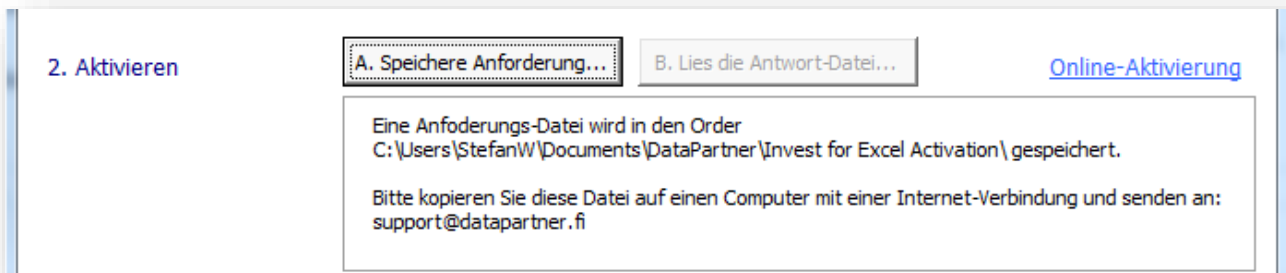 2. Aktivieren
A. Speichere Anforderung...
B. Lies die Antwort-Datei...
Online-Aktivierung
Eine Anfoderungs-Datei wird in den Order
C:\Users\StefanW\Documents\DataPartner\Invest for Excel Activation\ gespeichert.
Bitte kopieren Sie diese Datei auf einen Computer mit einer Internet-Verbindung und senden an:
support@datapartner.fi